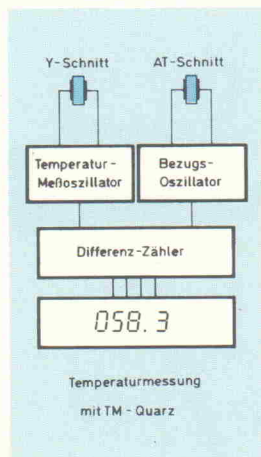 Y-Schnitt AT-Schnitt
Temperatur- Bezugs-
Meßoszillator Oszillator
Differenz-Zähler
058.3
Temperaturmessung
mit TM-Quarz